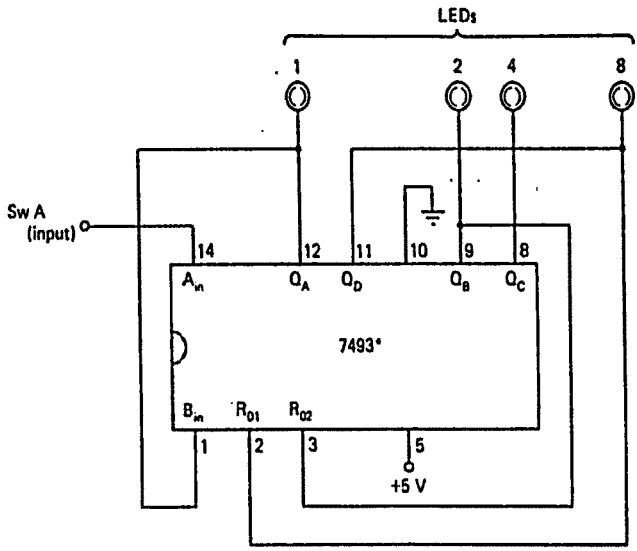 LEDs
1 2 4 8
Sw A
(input)
14 12 11 10 9 8
A_in Q_A Q_D Q_B Q_C
7493*
B_in R_01 R_02
1 2 3 5
+5 V